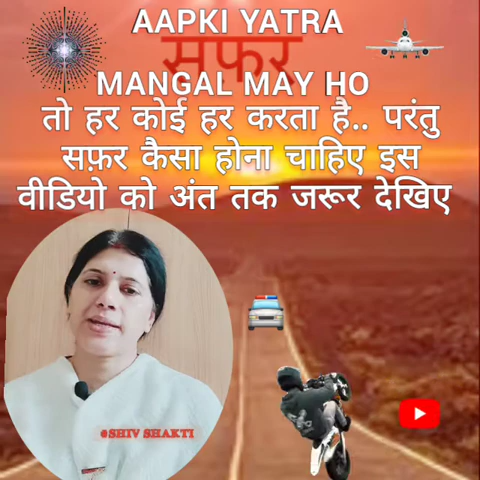 AAPKI YATRA
सफर
MANGAL MAY HO
तो हर कोई हर करता है.. परंतु
सफ़र कैसा होना चाहिए इस
वीडियो को अंत तक जरूर देखिए
@SHIV SHAKTI